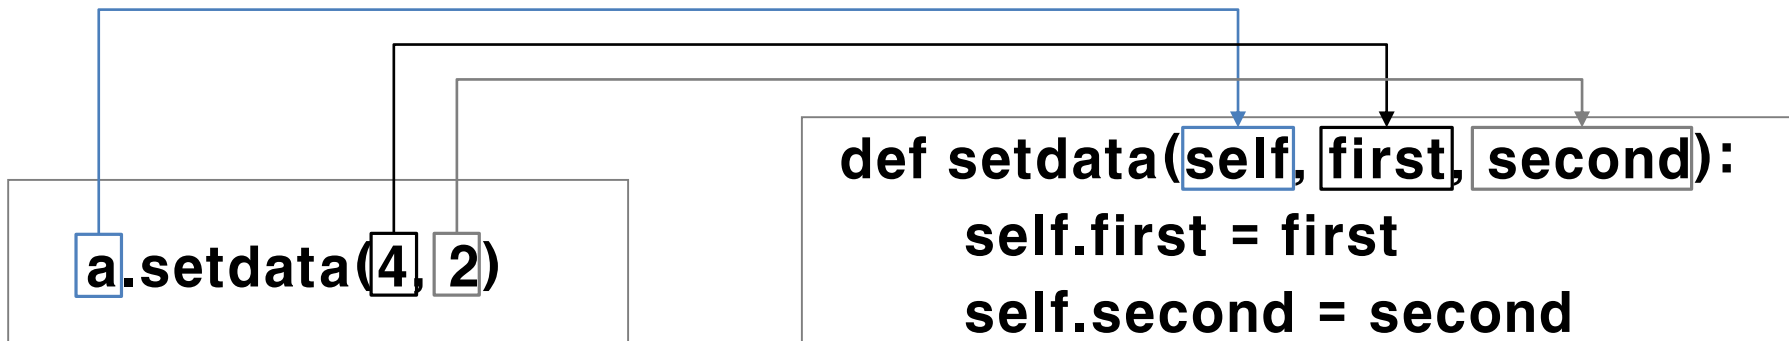 def setdata(self, first, second):
self.first = first
a.setdata(4, 2)
self.second = second